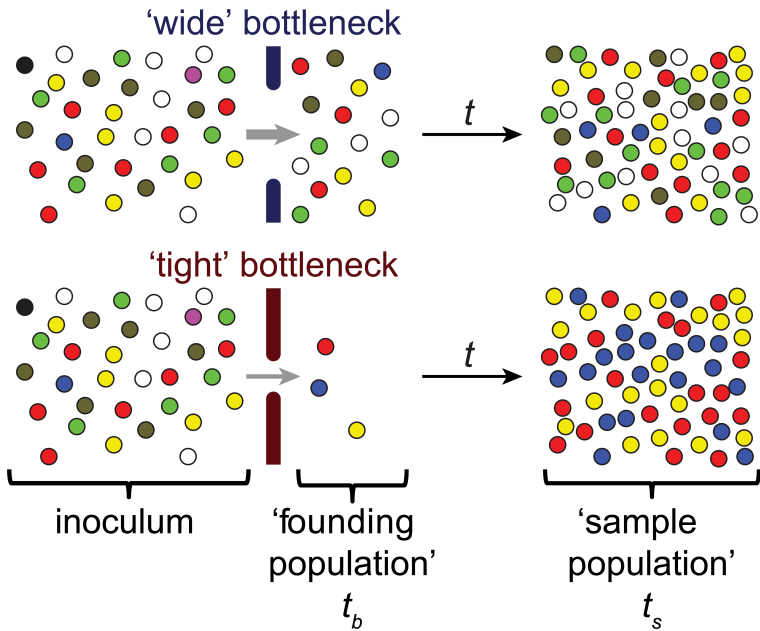 ‘wide’ bottleneck
t
‘tight’ bottleneck
t
inoculum
‘founding
population’
t_b
‘sample
population’
t_s